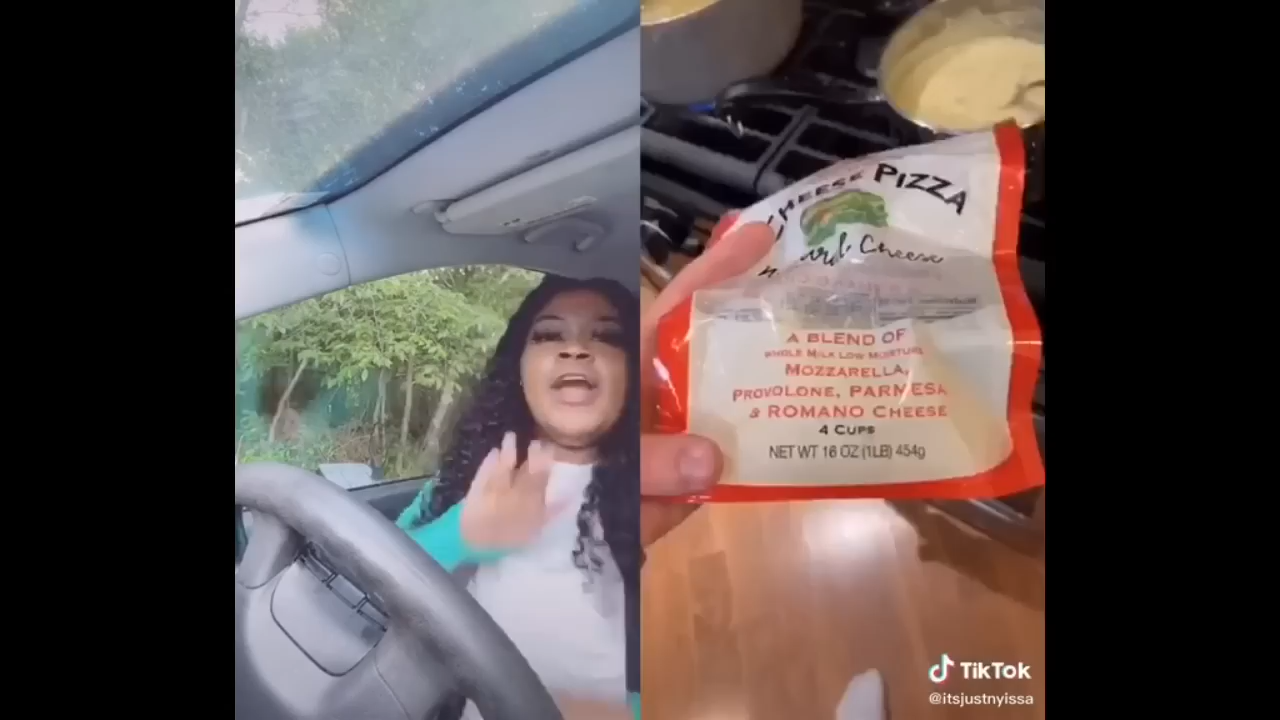 CHEESE PIZZA
Cheese
A BLEND OF
WHOLE MILK LOW MOISTURE
MOZZARELLA,
PROVOLONE, PARMESA
& ROMANO CHEESE
4 CUPS
NET WT 16 OZ (1LB) 454g
TikTok
@itsjustnyissa